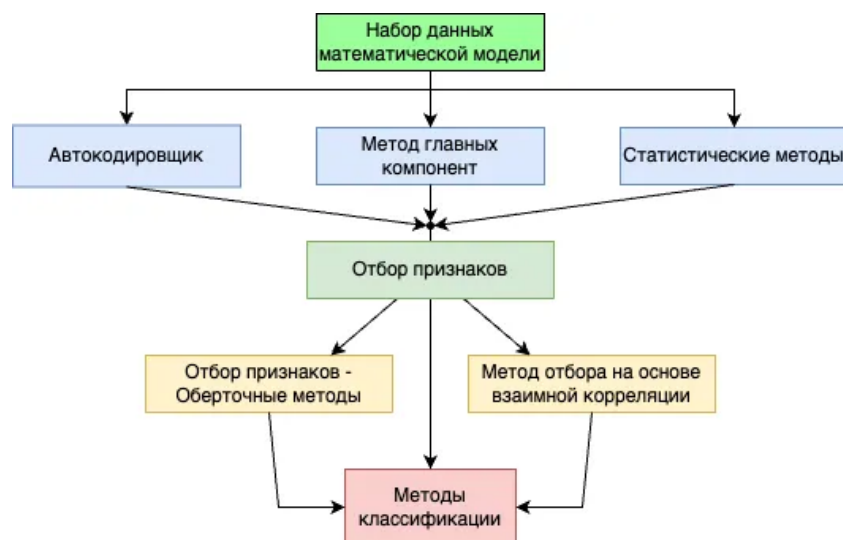 Набор данных
математической модели
Автокодировщик
Метод главных
компонент
Статистические методы
Отбор признаков
Отбор признаков -
Оберточные методы
Метод отбора на основе
взаимной корреляции
Методы
классификации